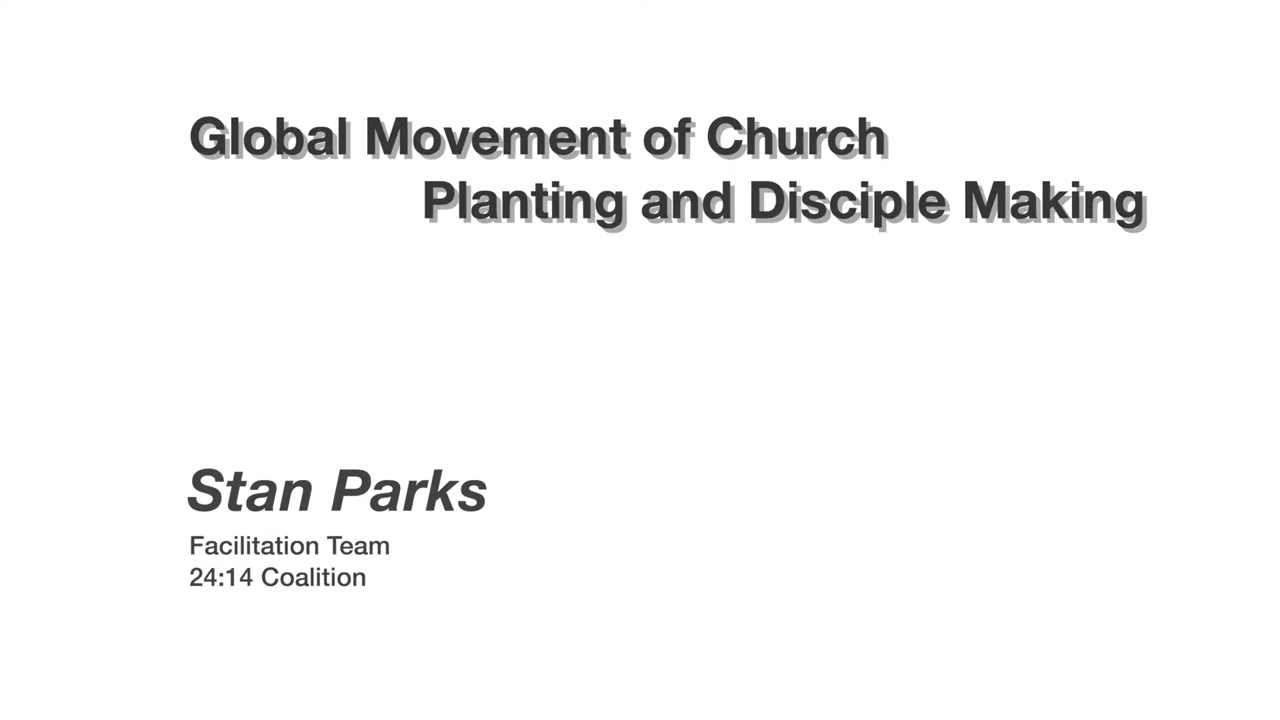 Global Movement of Church
Planting and Disciple Making
Stan Parks
Facilitation Team
24:14 Coalition